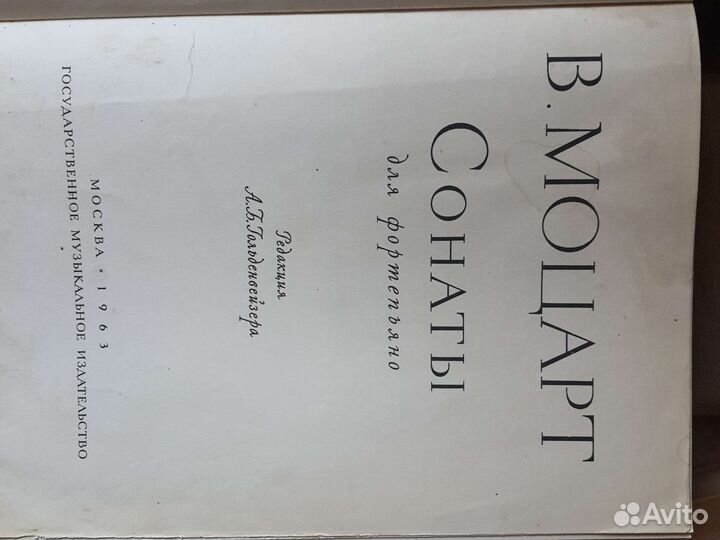 В. МОЦАРТ
СОНАТЫ
для фортепьяно
Редакция
А.Б.Гольденвейзера
МОСКВА • 1963
ГОСУДАРСТВЕННОЕ МУЗЫКАЛЬНОЕ ИЗДАТЕЛЬСТВО
Avito